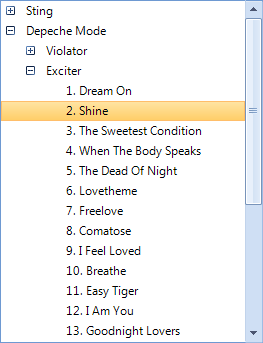 Sting
Depeche Mode
Violator
Exciter
1. Dream On
2. Shine
3. The Sweetest Condition
4. When The Body Speaks
5. The Dead Of Night
6. Lovetheme
7. Freelove
8. Comatose
9. I Feel Loved
10. Breathe
11. Easy Tiger
12. I Am You
13. Goodnight Lovers